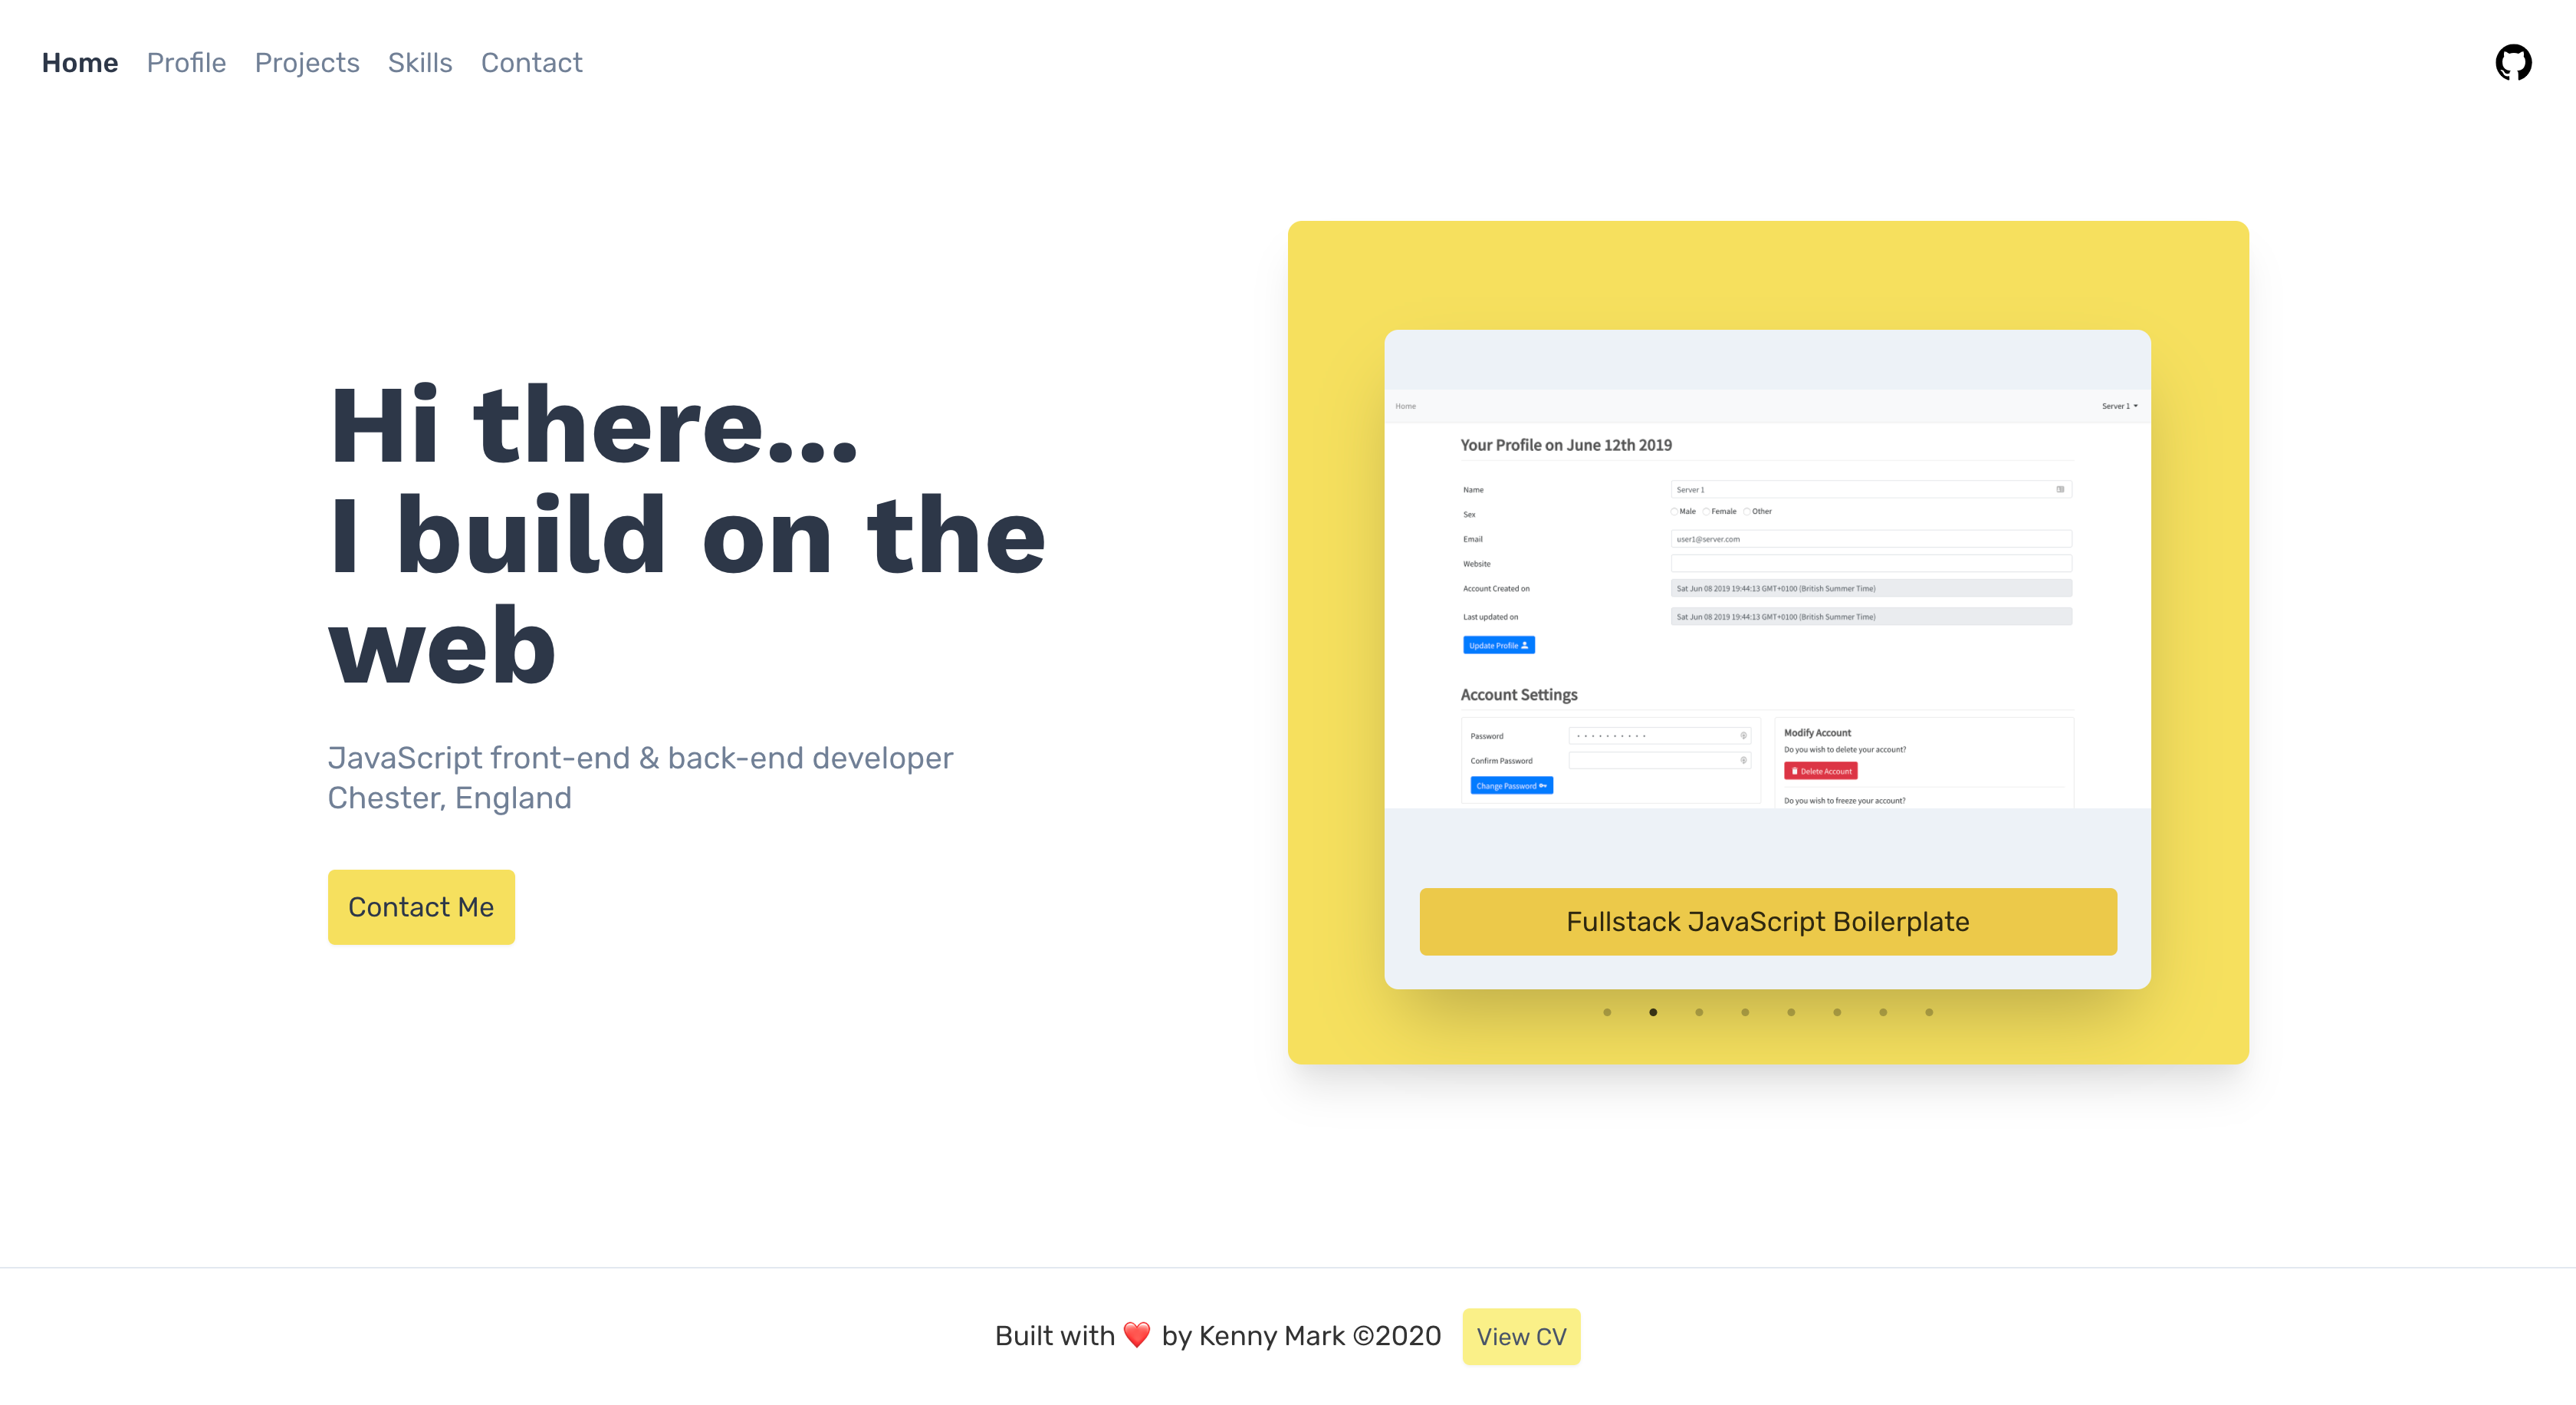 Home Profile Projects Skills Contact
Hi there...
I build on the
web
JavaScript front-end & back-end developer
Chester, England
Contact Me
Home Server 1
Your Profile on June 12th 2019
Name Server 1
Sex Male Female Other
Email user1@server.com
Website
Account Created on Sat Jun 08 2019 19:44:13 GMT+0100 (British Summer Time)
Last updated on Sat Jun 08 2019 19:44:13 GMT+0100 (British Summer Time)
Update Profile
Account Settings
Password
Confirm Password
Change Password
Modify Account
Do you wish to delete your account?
Delete Account
Do you wish to freeze your account?
Fullstack JavaScript Boilerplate
Built with ❤️ by Kenny Mark ©2020 View CV